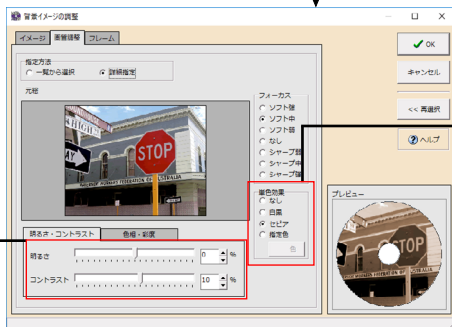 背景イメージの調整
イメージ 画質調整 フレーム
指定方法
一覧から選択 詳細指定
元絵
STOP
フォーカス
ソフト強
ソフト中
ソフト弱
なし
シャープ弱
シャープ中
シャープ強
単色効果
なし
白黒
セピア
指定色
色
明るさ・コントラスト 色相・彩度
明るさ 0 %
コントラスト 10 %
OK
キャンセル
<< 再選択
ヘルプ
プレビュー
TOP